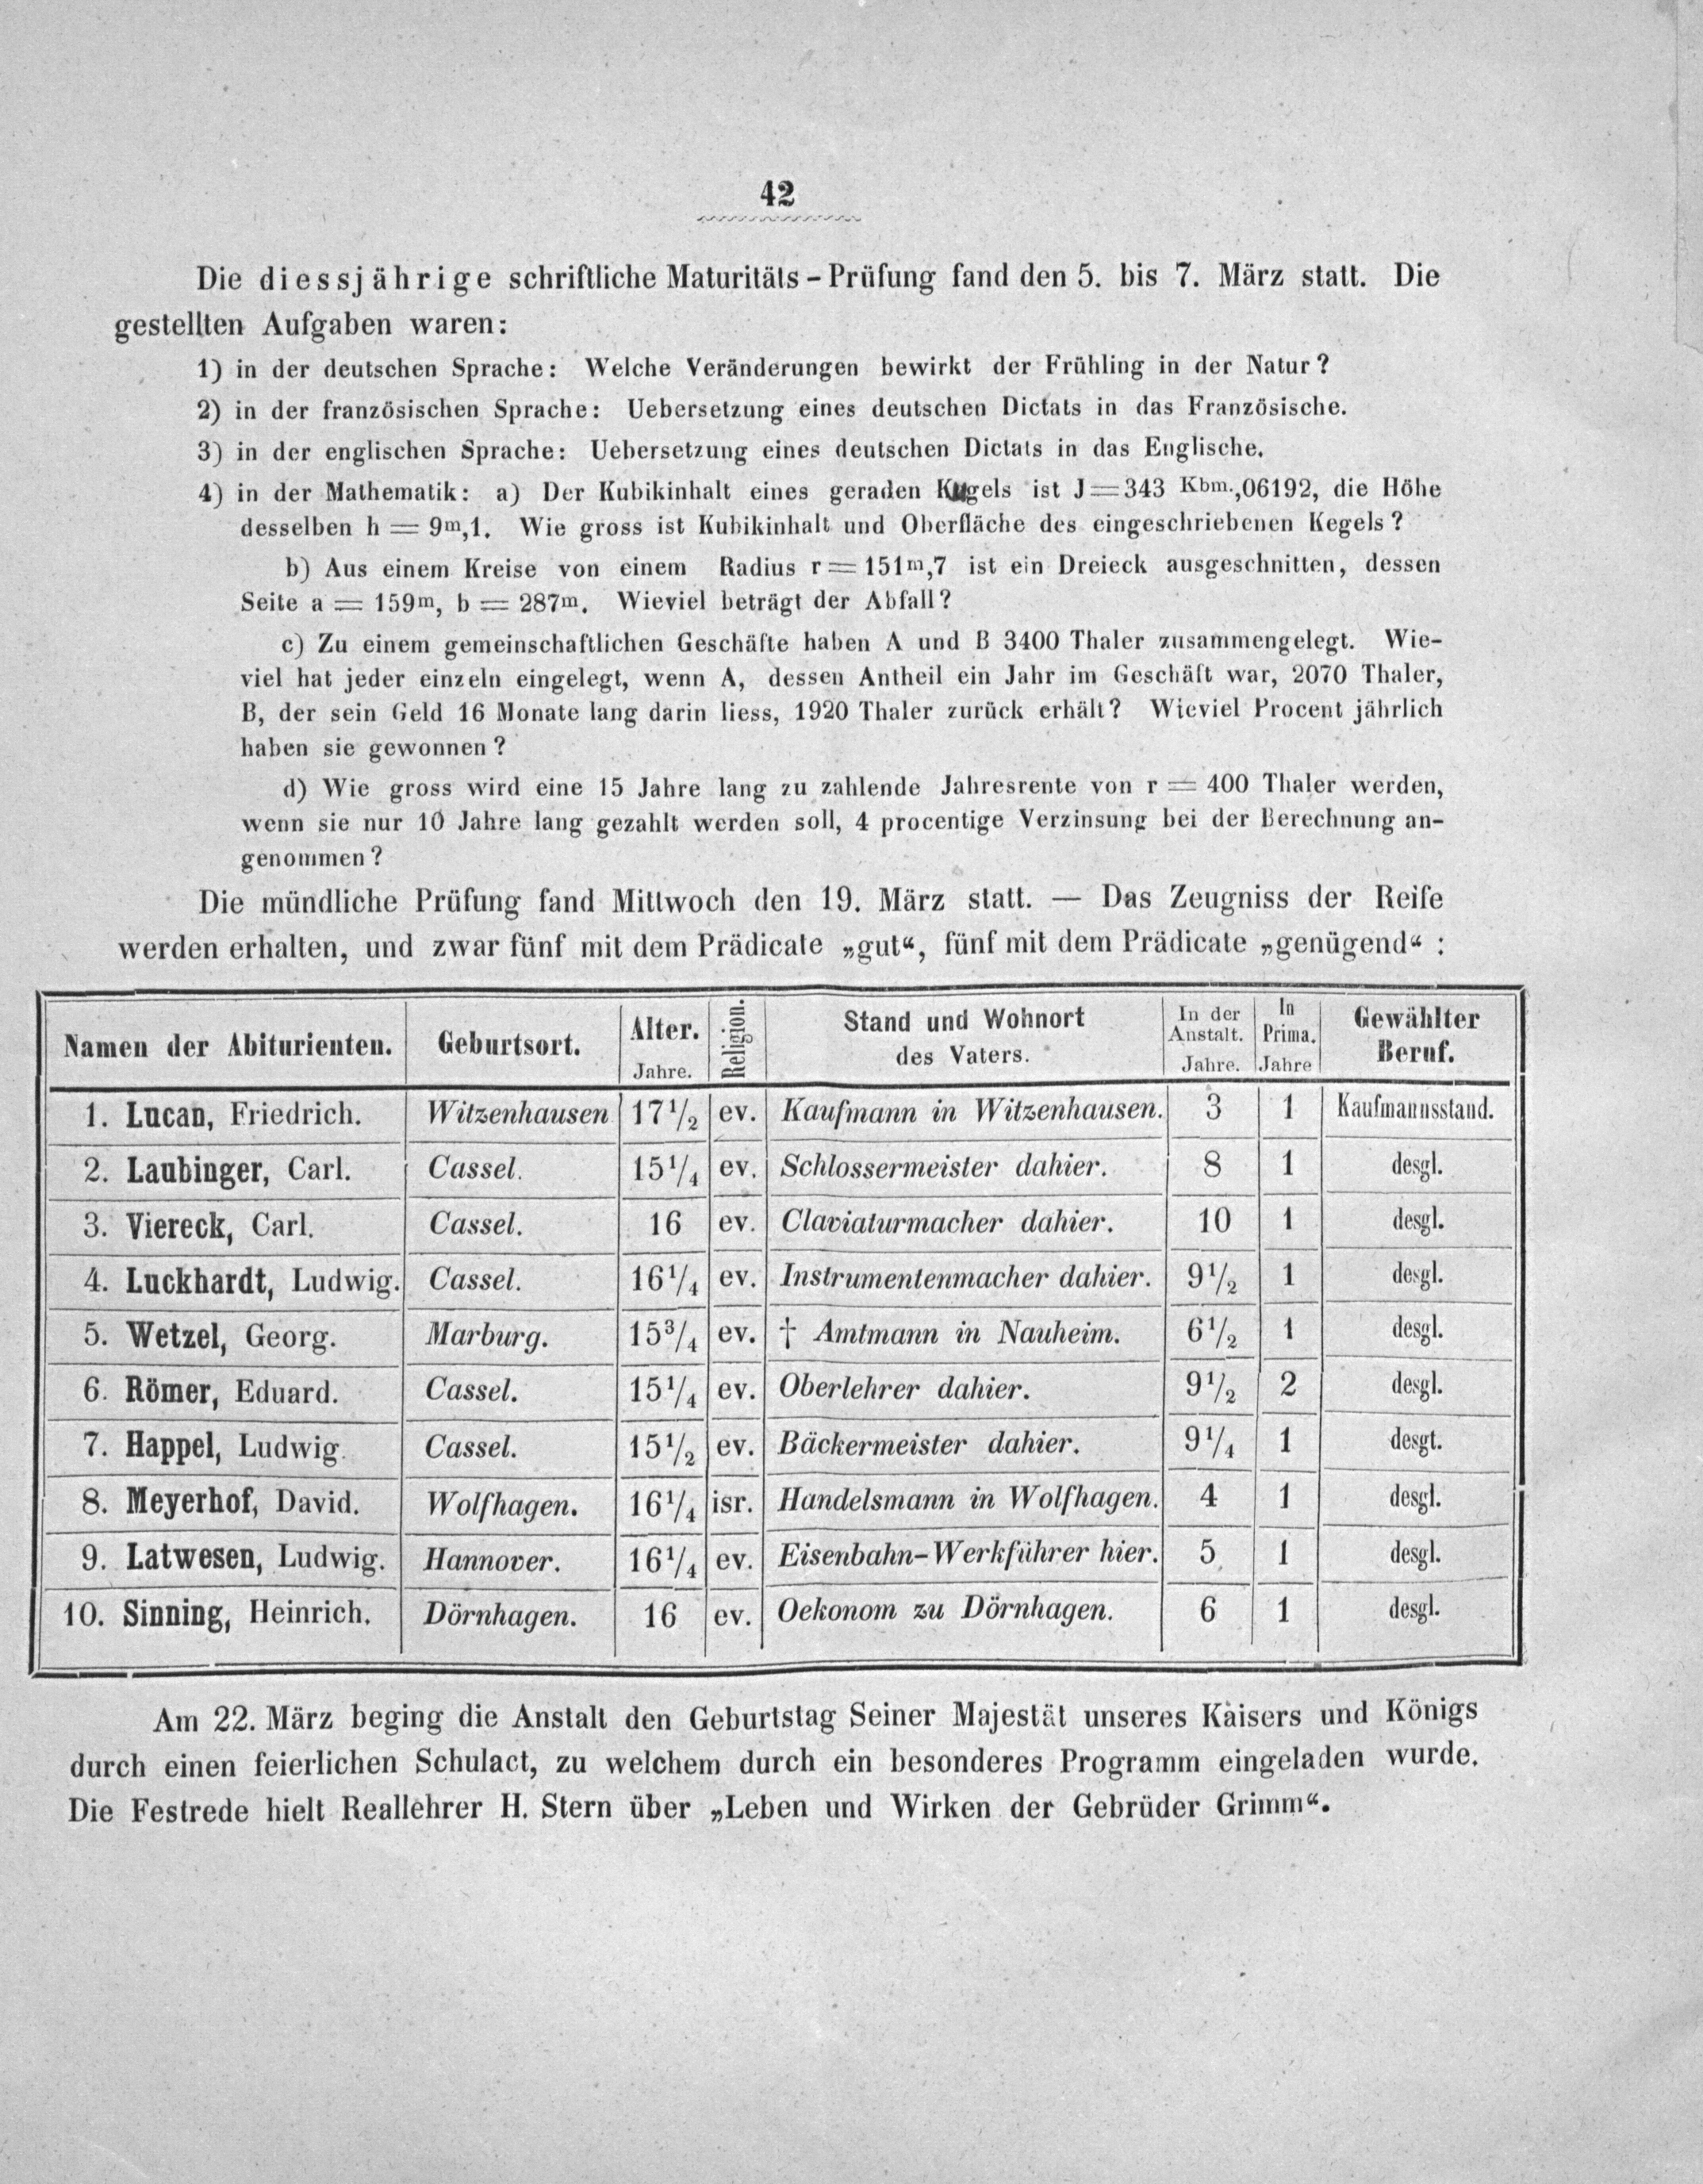 42
Die diessjährige schriftliche Maturitäts-Prüfung fand den 5. bis 7. März statt. Die
gestellten Aufgaben waren:
1) in der deutschen Sprache: Welche Veränderungen bewirkt der Frühling in der Natur?
2) in der französischen Sprache: Uebersetzung eines deutschen Dictats in das Französische.
3) in der englischen Sprache: Uebersetzung eines deutschen Dictats in das Englische.
4) in der Mathematik: a) Der Kubikinhalt eines geraden ist J=343 Kbm.,06192, die Höhe
desselben h = 9m,1. Wie gross ist Kubikinhalt und Oberfläche des eingeschriebenen Kegels?
b) Aus einem Kreise von einem Radius r=151m,7 ist ein Dreieck ausgeschnitten, dessen
Seite a = 159m, b = 287m. Wieviel beträgt der Abfall?
c) Zu einem gemeinschaftlichen Geschäfte haben A und B 3400 Thaler zusammengelegt. Wie-
viel hat jeder einzeln eingelegt, wenn A, dessen Antheil ein Jahr im Geschäft war, 2070 Thaler,
B, der sein Geld 16 Monate lang darin liess, 1920 Thaler zurück erhält? Wieviel Procent jährlich
haben sie gewonnen?
d) Wie gross wird eine 15 Jahre lang zu zahlende Jahresrente von r = 400 Thaler werden,
wenn sie nur 10 Jahre lang gezahlt werden soll, 4 procentige Verzinsung bei der Berechnung an-
genommen?
Die mündliche Prüfung fand Mittwoch den 19. März statt. — Das Zeugniss der Reife
werden erhalten, und zwar fünf mit dem Prädicate „gut“, fünf mit dem Prädicate „genügend“ :
Namen der Abiturienten. Geburtsort. Alter. Jahre. Religion. Stand und Wohnort des Vaters. In der Anstalt. Jahre. In Prima. Jahre Gewählter Beruf.
1. Lucan, Friedrich. Witzenhausen 17 1/2 ev. Kaufmann in Witzenhausen. 3 1 Kaufmannsstand.
2. Laubinger, Carl. Cassel. 15 1/4 ev. Schlossermeister dahier. 8 1 desgl.
3. Viereck, Carl. Cassel. 16 ev. Claviaturmacher dahier. 10 1 desgl.
4. Luckhardt, Ludwig. Cassel. 16 1/4 ev. Instrumentenmacher dahier. 9 1/2 1 desgl.
5. Wetzel, Georg. Marburg. 15 3/4 ev. † Amtmann in Nauheim. 6 1/2 1 desgl.
6. Römer, Eduard. Cassel. 15 1/4 ev. Oberlehrer dahier. 9 1/2 2 desgl.
7. Happel, Ludwig. Cassel. 15 1/2 ev. Bäckermeister dahier. 9 1/4 1 desgt.
8. Meyerhof, David. Wolfhagen. 16 1/4 isr. Handelsmann in Wolfhagen. 4 1 desgl.
9. Latwesen, Ludwig. Hannover. 16 1/4 ev. Eisenbahn-Werkführer hier. 5 1 desgl.
10. Sinning, Heinrich. Dörnhagen. 16 ev. Oekonom zu Dörnhagen. 6 1 desgl.
Am 22. März beging die Anstalt den Geburtstag Seiner Majestät unseres Kaisers und Königs
durch einen feierlichen Schulact, zu welchem durch ein besonderes Programm eingeladen wurde.
Die Festrede hielt Reallehrer H. Stern über „Leben und Wirken der Gebrüder Grimm“.